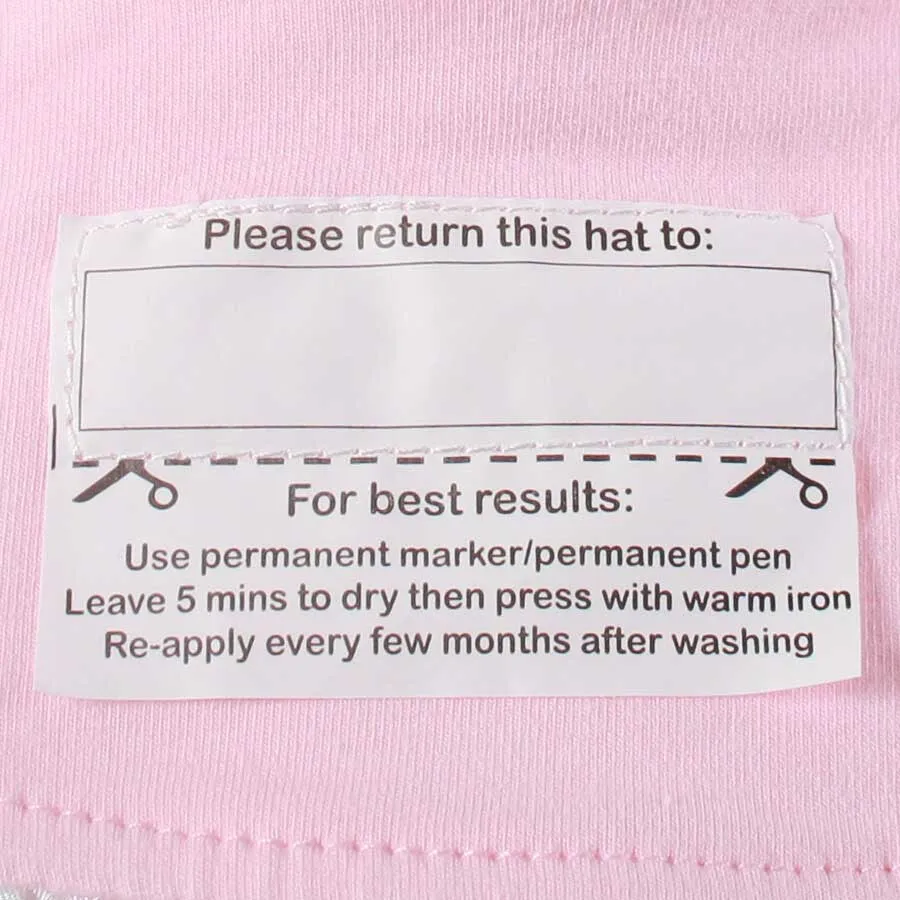 Please return this hat to:
For best results:
Use permanent marker/permanent pen
Leave 5 mins to dry then press with warm iron
Re-apply every few months after washing